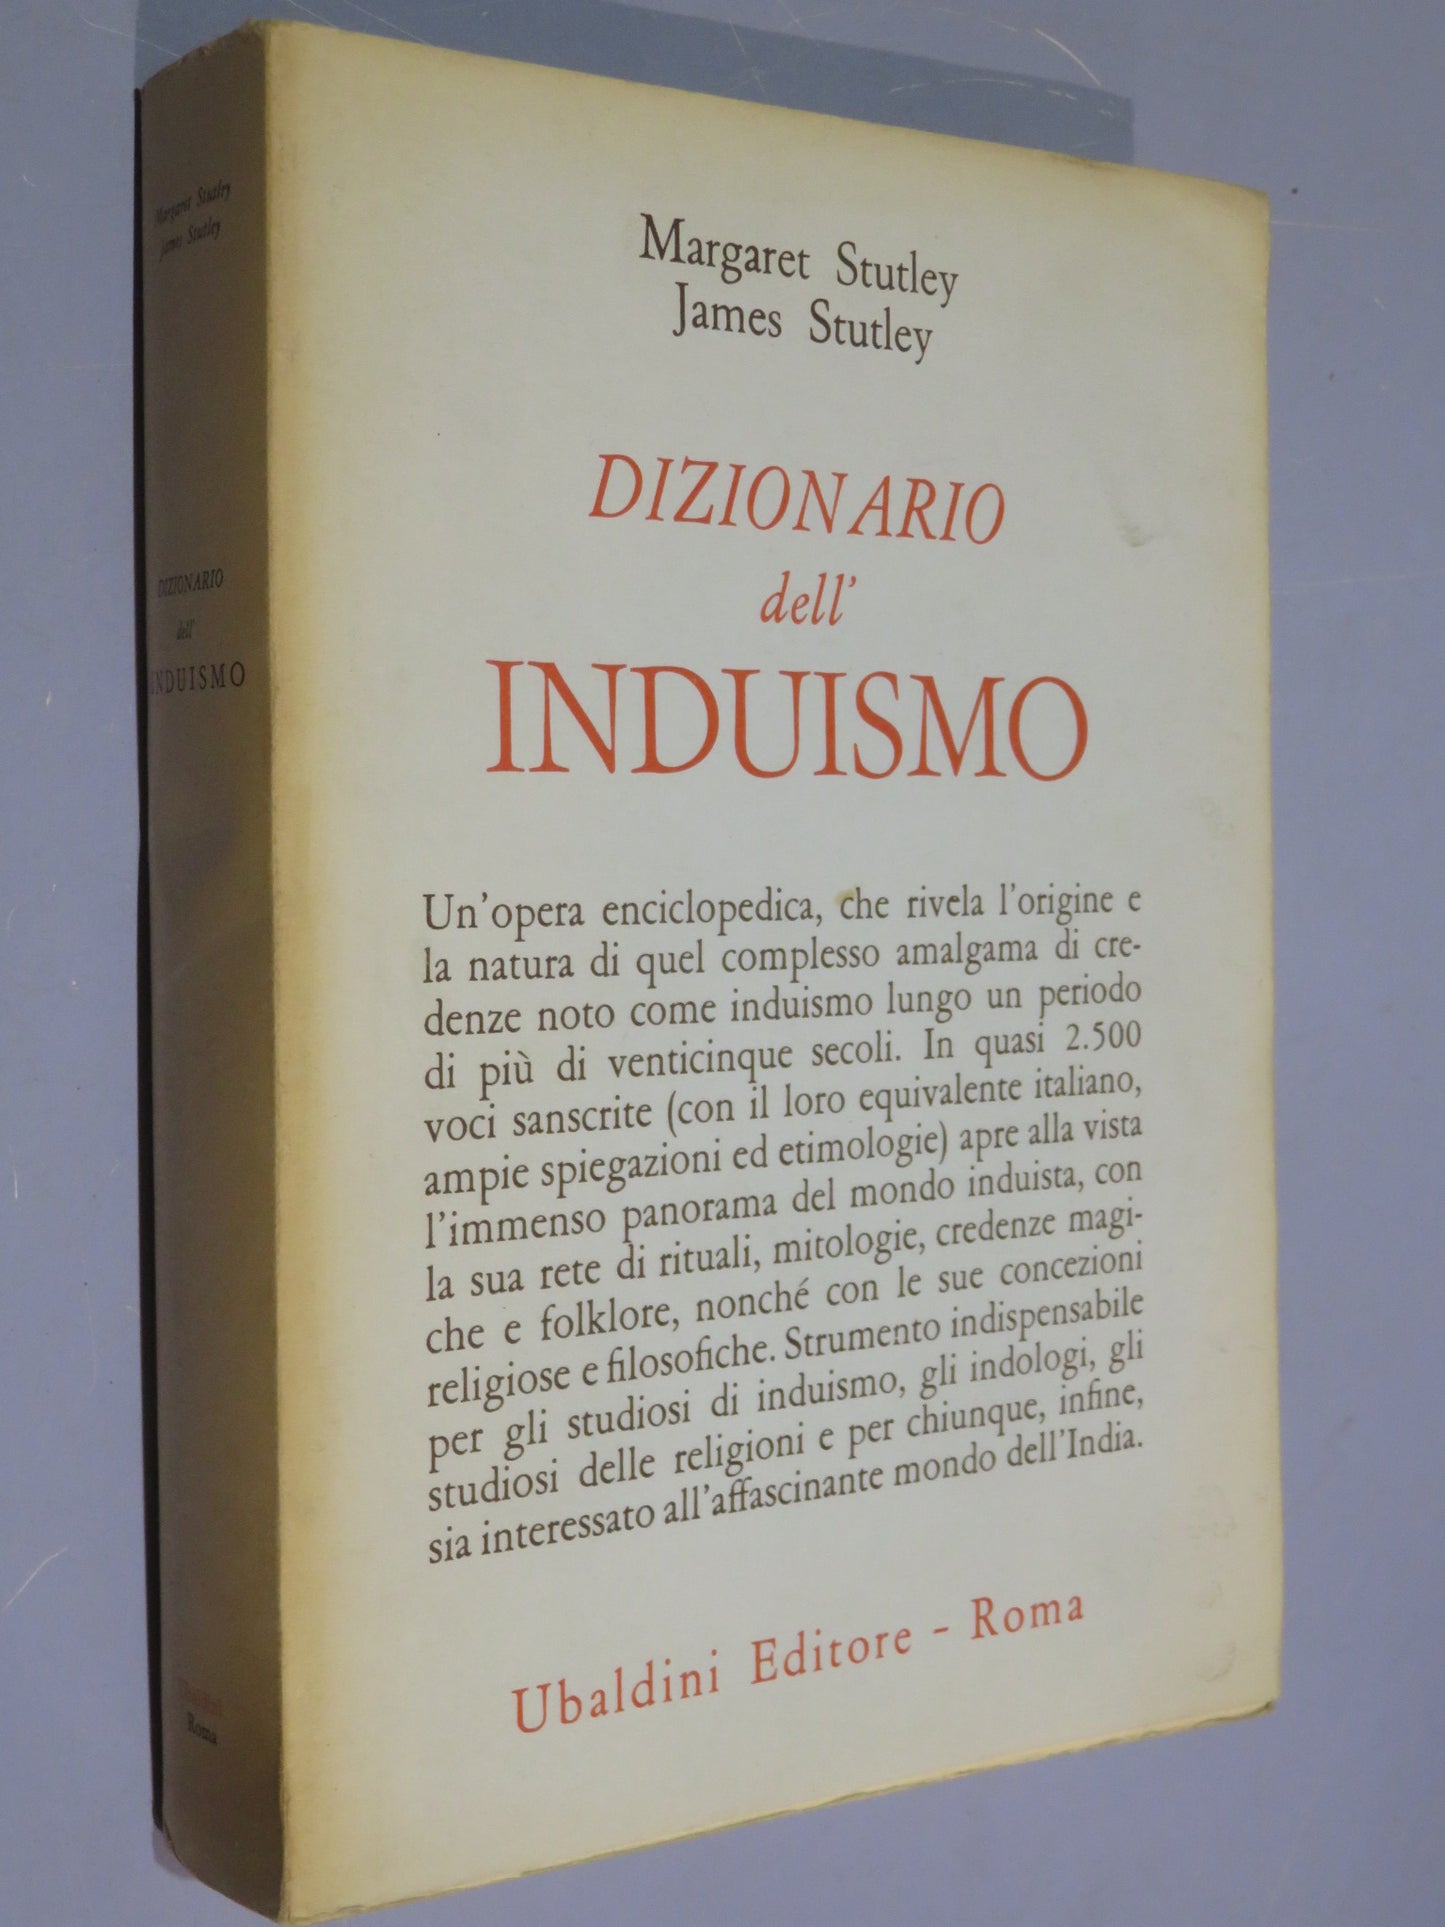 Margaret Stutley
James Stutley
DIZIONARIO
dell'
INDUISMO
Roma
Margaret Stutley
James Stutley
DIZIONARIO
dell'
INDUISMO
Un'opera enciclopedica, che rivela l'origine e
la natura di quel complesso amalgama di cre-
denze noto come induismo lungo un periodo
di più di venticinque secoli. In quasi 2.500
voci sanscrite (con il loro equivalente italiano,
ampie spiegazioni ed etimologie) apre alla vista
l'immenso panorama del mondo induista, con
la sua rete di rituali, mitologie, credenze magi-
che e folklore, nonché con le sue concezioni
religiose e filosofiche. Strumento indispensabile
per gli studiosi di induismo, gli indologi, gli
studiosi delle religioni e per chiunque, infine,
sia interessato all'affascinante mondo dell'India.
Ubaldini Editore - Roma